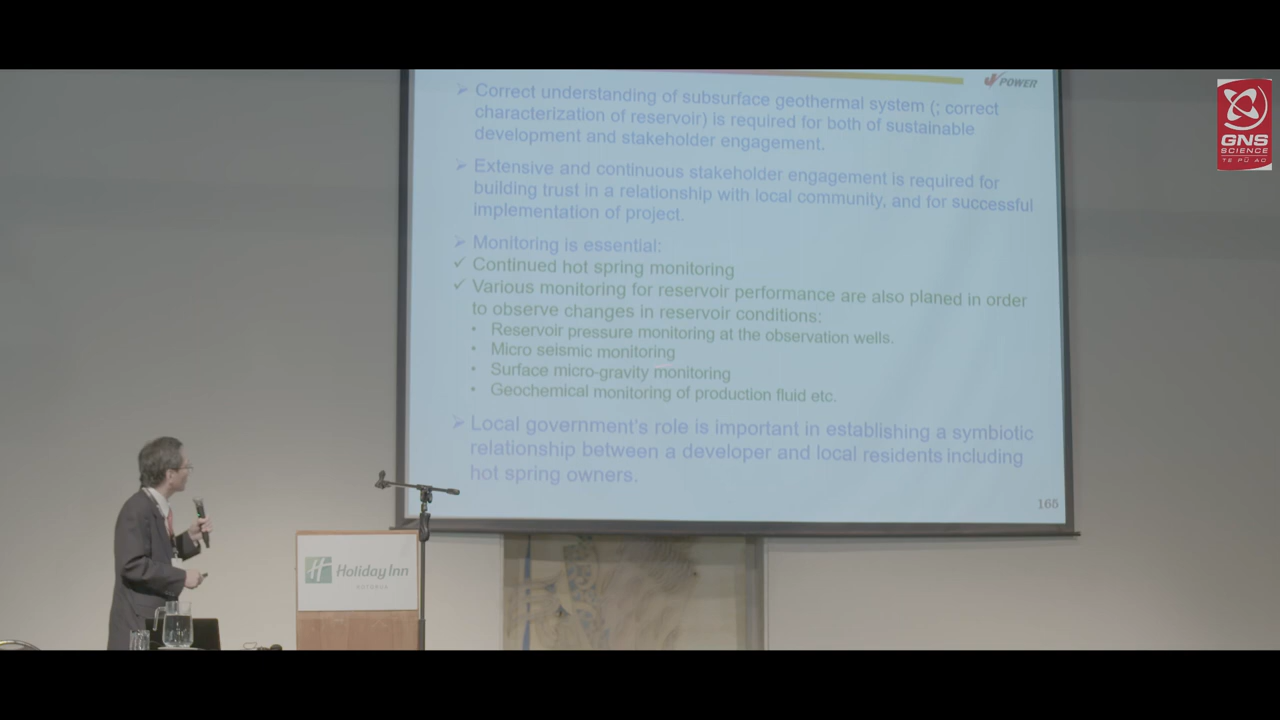 POWER
➢ Correct understanding of subsurface geothermal system (; correct
characterization of reservoir) is required for both of sustainable
development and stakeholder engagement.
➢ Extensive and continuous stakeholder engagement is required for
building trust in a relationship with local community, and for successful
implementation of project.
➢ Monitoring is essential:
✓ Continued hot spring monitoring
✓ Various monitoring for reservoir performance are also planed in order
to observe changes in reservoir conditions:
• Reservoir pressure monitoring at the observation wells.
• Micro seismic monitoring
• Surface micro-gravity monitoring
• Geochemical monitoring of production fluid etc.
➢ Local government's role is important in establishing a symbiotic
relationship between a developer and local residents including
hot spring owners.
165
GNS
SCIENCE
TE PŪ AO
H Holiday Inn
ROTORUA